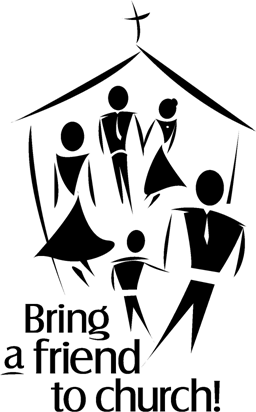 Bring
a friend
to church!